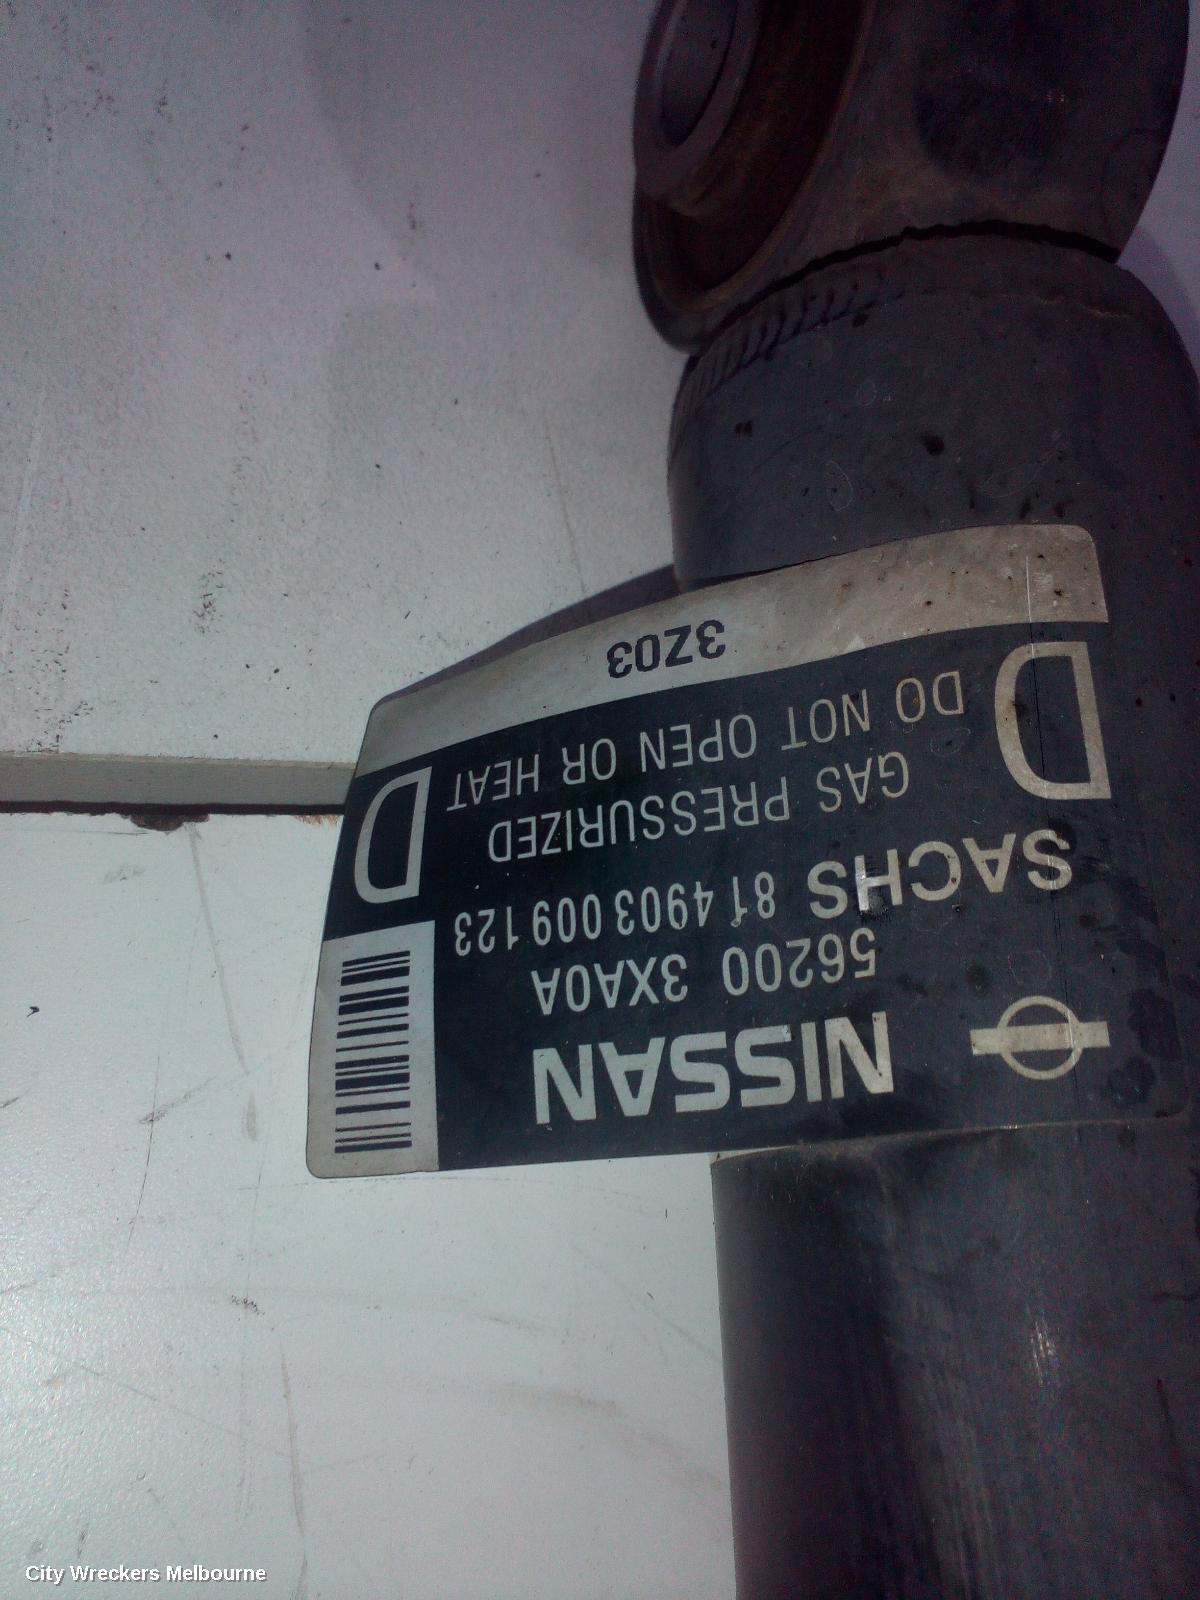 NISSAN
56200 3XA0A
SACHS 81 4903 009 123
GAS PRESSURIZED
DO NOT OPEN OR HEAT
D D
3Z03
City Wreckers Melbourne